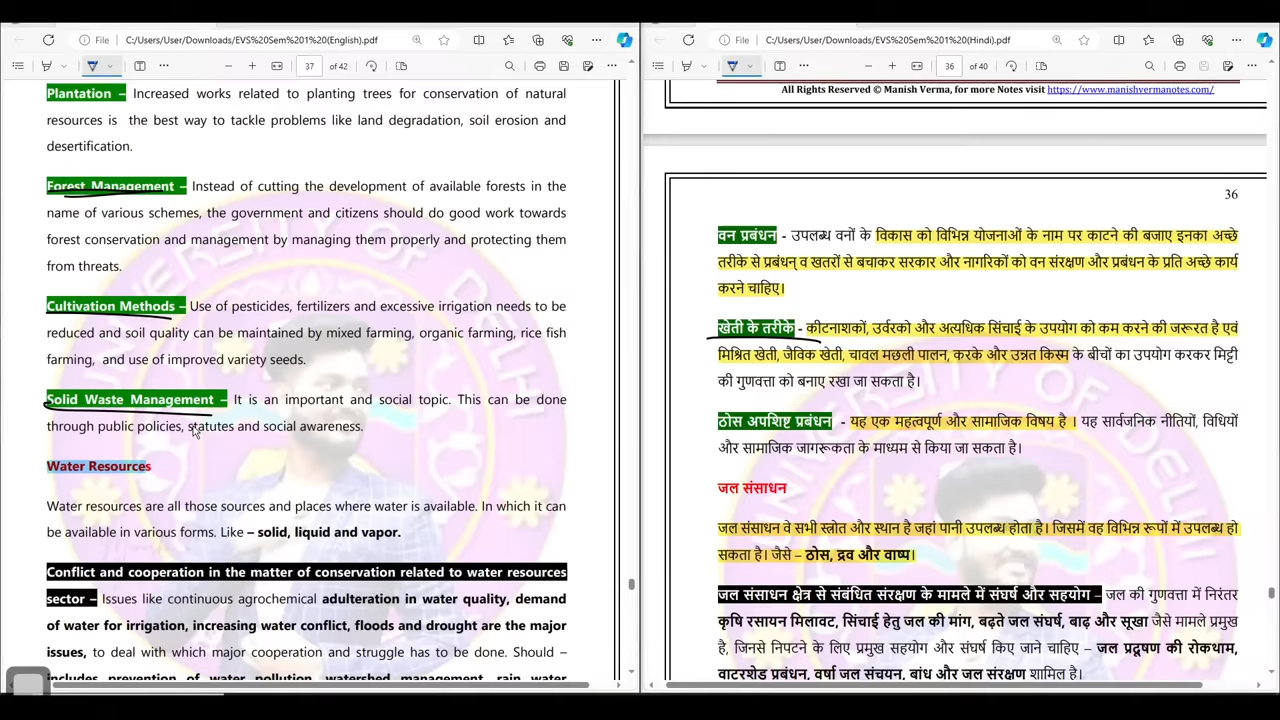 File C:/Users/User/Downloads/EVS%20Sem%201%20(English).pdf
37 of 42
Plantation – Increased works related to planting trees for conservation of natural
resources is the best way to tackle problems like land degradation, soil erosion and
desertification.
Forest Management – Instead of cutting the development of available forests in the
name of various schemes, the government and citizens should do good work towards
forest conservation and management by managing them properly and protecting them
from threats.
Cultivation Methods – Use of pesticides, fertilizers and excessive irrigation needs to be
reduced and soil quality can be maintained by mixed farming, organic farming, rice fish
farming, and use of improved variety seeds.
Solid Waste Management – It is an important and social topic. This can be done
through public policies, statutes and social awareness.
Water Resources
Water resources are all those sources and places where water is available. In which it can
be available in various forms. Like – solid, liquid and vapor.
Conflict and cooperation in the matter of conservation related to water resources
sector – Issues like continuous agrochemical adulteration in water quality, demand
of water for irrigation, increasing water conflict, floods and drought are the major
issues, to deal with which major cooperation and struggle has to be done. Should –
includes prevention of water pollution, watershed management, rain water
File C:/Users/User/Downloads/EVS%20Sem%201%20(Hindi).pdf
36 of 40
All Rights Reserved © Manish Verma, for more Notes visit https://www.manishvermanotes.com/
36
वन प्रबंधन - उपलब्ध वनों के विकास को विभिन्न योजनाओं के नाम पर काटने की बजाए इनका अच्छे
तरीके से प्रबंधन् व खतरों से बचाकर सरकार और नागरिकों को वन संरक्षण और प्रबंधन के प्रति अच्छे कार्य
करने चाहिए।
खेती के तरीके - कीटनाशकों, उर्वरको और अत्यधिक सिंचाई के उपयोग को कम करने की जरूरत है एवं
मिश्रित खेती, जैविक खेती, चावल मछली पालन, करके और उन्नत किस्म के बीचों का उपयोग करकर मिट्टी
की गुणवत्ता को बनाए रखा जा सकता है।
ठोस अपशिष्ट प्रबंधन - यह एक महत्वपूर्ण और सामाजिक विषय है । यह सार्वजनिक नीतियों, विधियों
और सामाजिक जागरूकता के माध्यम से किया जा सकता है।
जल संसाधन
जल संसाधन वे सभी स्त्रोत और स्थान है जहां पानी उपलब्ध होता है। जिसमें वह विभिन्न रूपों में उपलब्ध हो
सकता है। जैसे – ठोस, द्रव और वाष्प।
जल संसाधन क्षेत्र से संबंधित संरक्षण के मामले में संघर्ष और सहयोग – जल की गुणवत्ता में निरंतर
कृषि रसायन मिलावट, सिंचाई हेतु जल की मांग, बढ़ते जल संघर्ष, बाढ़ और सूखा जैसे मामले प्रमुख
है, जिनसे निपटने के लिए प्रमुख सहयोग और संघर्ष किए जाने चाहिए – जल प्रदूषण की रोकथाम,
वाटरशेड प्रबंधन, वर्षा जल संचयन, बांध और जल संरक्षण शामिल है।